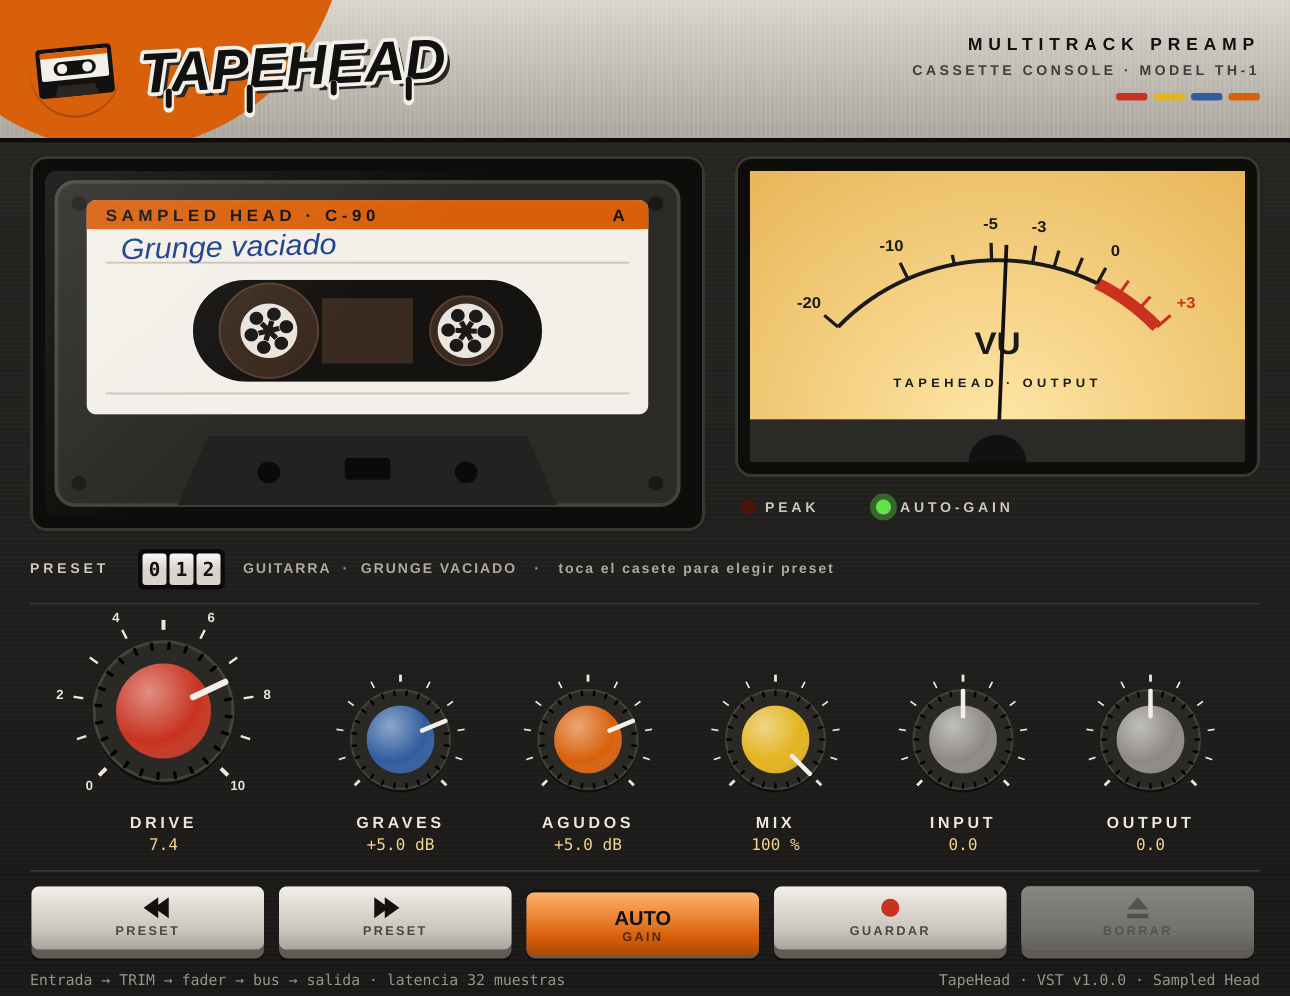 TAPEHEAD
MULTITRACK PREAMP
CASSETTE CONSOLE · MODEL TH-1
SAMPLED HEAD · C-90 A
Grunge vaciado
-20 -10 -5 -3 0 +3
VU
TAPEHEAD · OUTPUT
PEAK AUTO-GAIN
PRESET 012 GUITARRA · GRUNGE VACIADO · toca el casete para elegir preset
0 2 4 6 8 10
DRIVE GRAVES AGUDOS MIX INPUT OUTPUT
7.4 +5.0 dB +5.0 dB 100 % 0.0 0.0
PRESET PRESET AUTO GAIN GUARDAR BORRAR
Entrada → TRIM → fader → bus → salida · latencia 32 muestras
TapeHead · VST v1.0.0 · Sampled Head